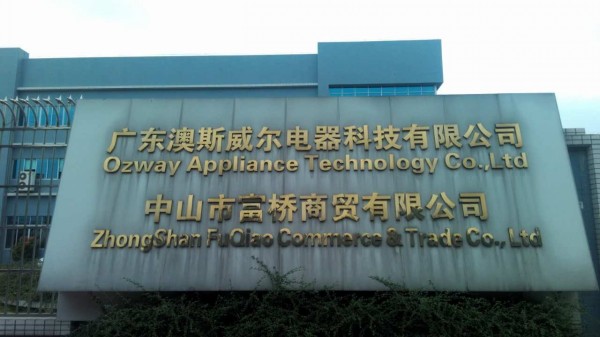 广东澳斯威尔电器科技有限公司
Ozway Appliance Technology Co.,Ltd
中山市富桥商贸有限公司
ZhongShan FuQiao Commerce & Trade Co., Ltd